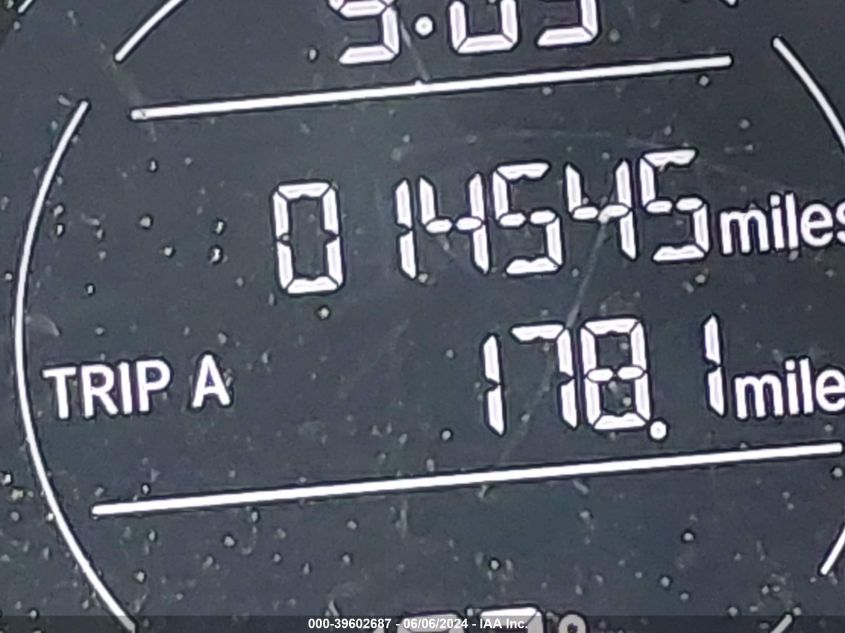 014545 miles
TRIP A 178.1 mile
000-39602687 - 06/06/2024 - IAA Inc.